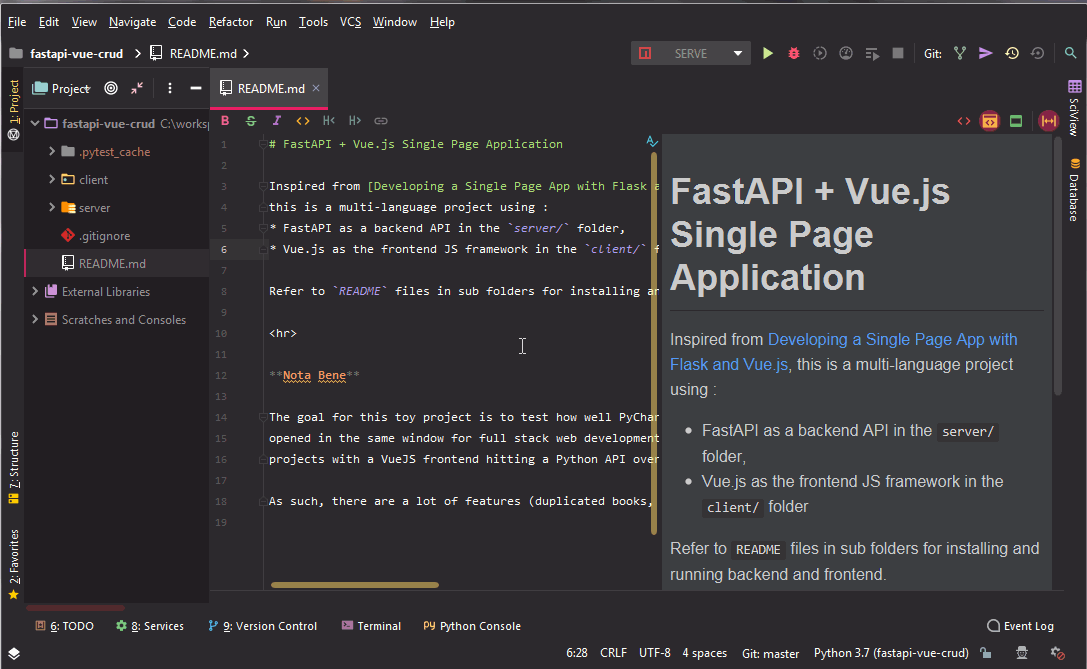 File Edit View Navigate Code Refactor Run Tools VCS Window Help
fastapi-vue-crud README.md SERVE Git:
1: Project
Project
README.md
SciView
Database
7: Structure
2: Favorites
fastapi-vue-crud C:\worksp
.pytest_cache
client
server
.gitignore
README.md
External Libraries
Scratches and Consoles
B S I <> H< H>
1 # FastAPI + Vue.js Single Page Application
2
3 Inspired from [Developing a Single Page App with Flask a
4 this is a multi-language project using :
5 * FastAPI as a backend API in the `server/` folder,
6 * Vue.js as the frontend JS framework in the `client/` f
7
8 Refer to `README` files in sub folders for installing an
9
10 <hr>
11
12 **Nota Bene**
13
14 The goal for this toy project is to test how well PyChar
15 opened in the same window for full stack web development
16 projects with a VueJS frontend hitting a Python API over
17
18 As such, there are a lot of features (duplicated books,
19
FastAPI + Vue.js
Single Page
Application
Inspired from Developing a Single Page App with
Flask and Vue.js, this is a multi-language project
using :
• FastAPI as a backend API in the server/
folder,
• Vue.js as the frontend JS framework in the
client/ folder
Refer to README files in sub folders for installing and
running backend and frontend.
6: TODO 8: Services 9: Version Control Terminal Python Console Event Log
6:28 CRLF UTF-8 4 spaces Git: master Python 3.7 (fastapi-vue-crud)